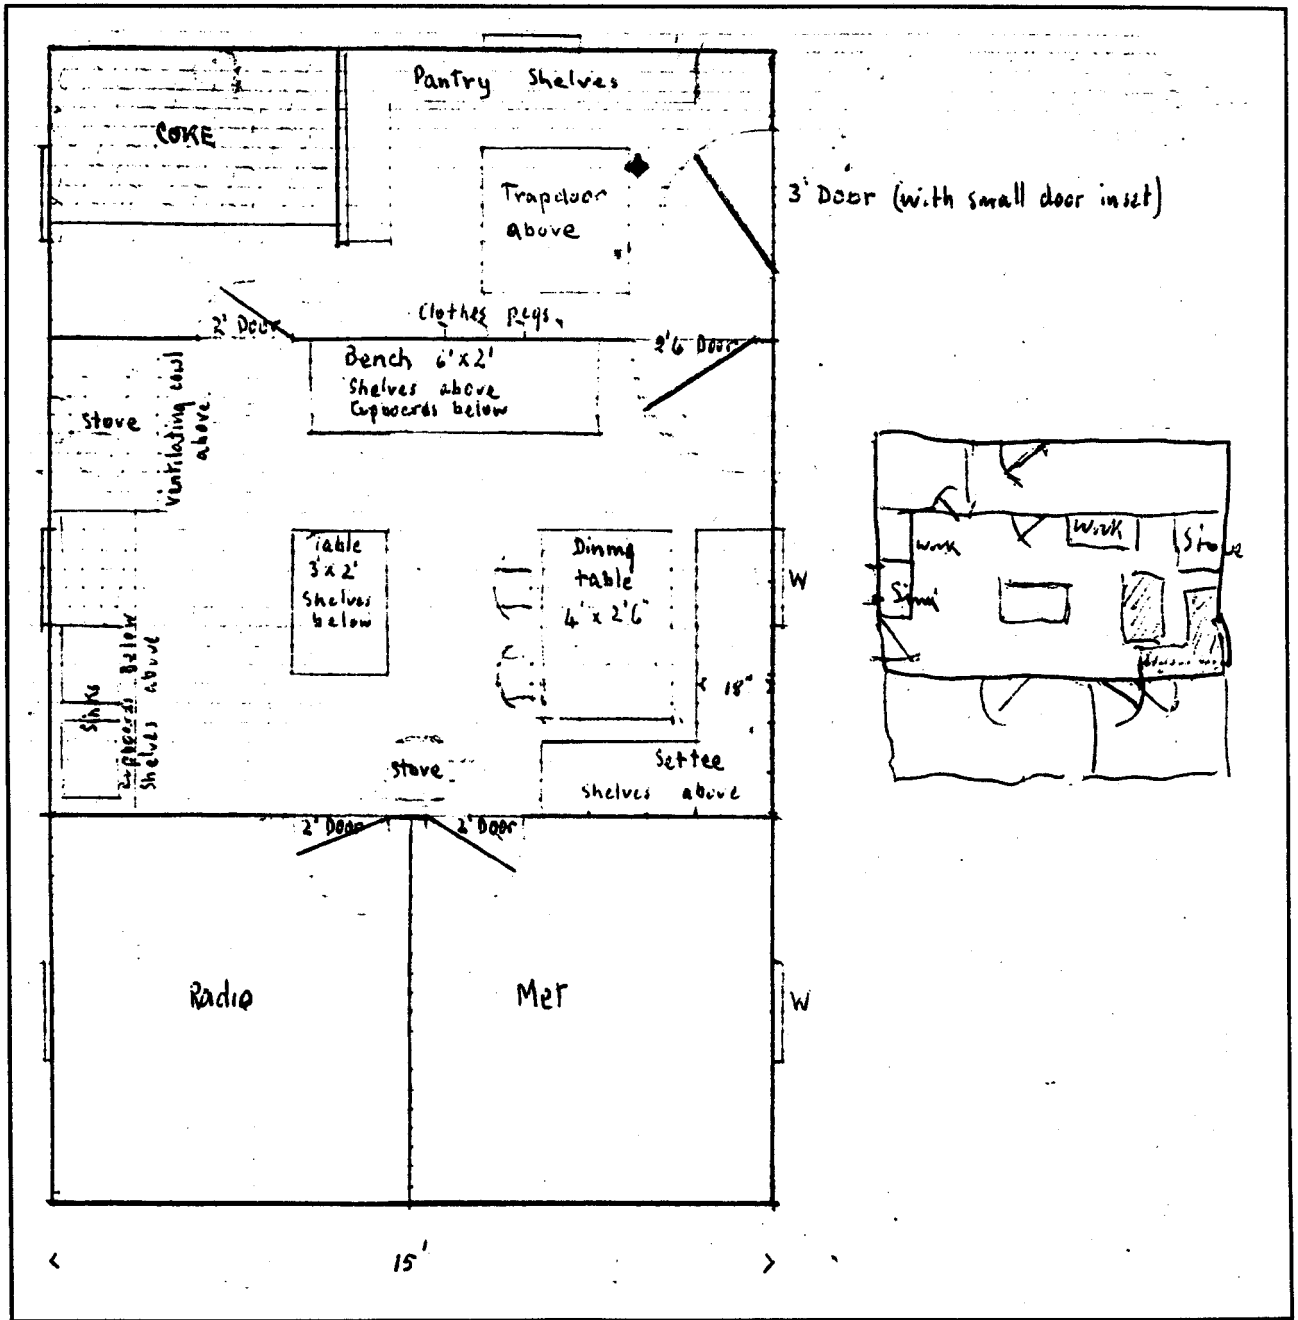 Pantry Shelves
COKE
Trapdoor
above
3' Door (with small door inset)
Clothes pegs
2' Door
2'6 Door
Bench 6' x 2'
Shelves above
Cupboards below
Stove
Ventilating cowl
above
Table
3' x 2'
Shelves
below
Dining
table
4' x 2'6"
W
18"
Sinks
Cupboards below
Shelves above
Stove
Settee
Shelves above
2' Door
2' Door
Radio
Met
W
15'
Work
Work
Stove
Sink